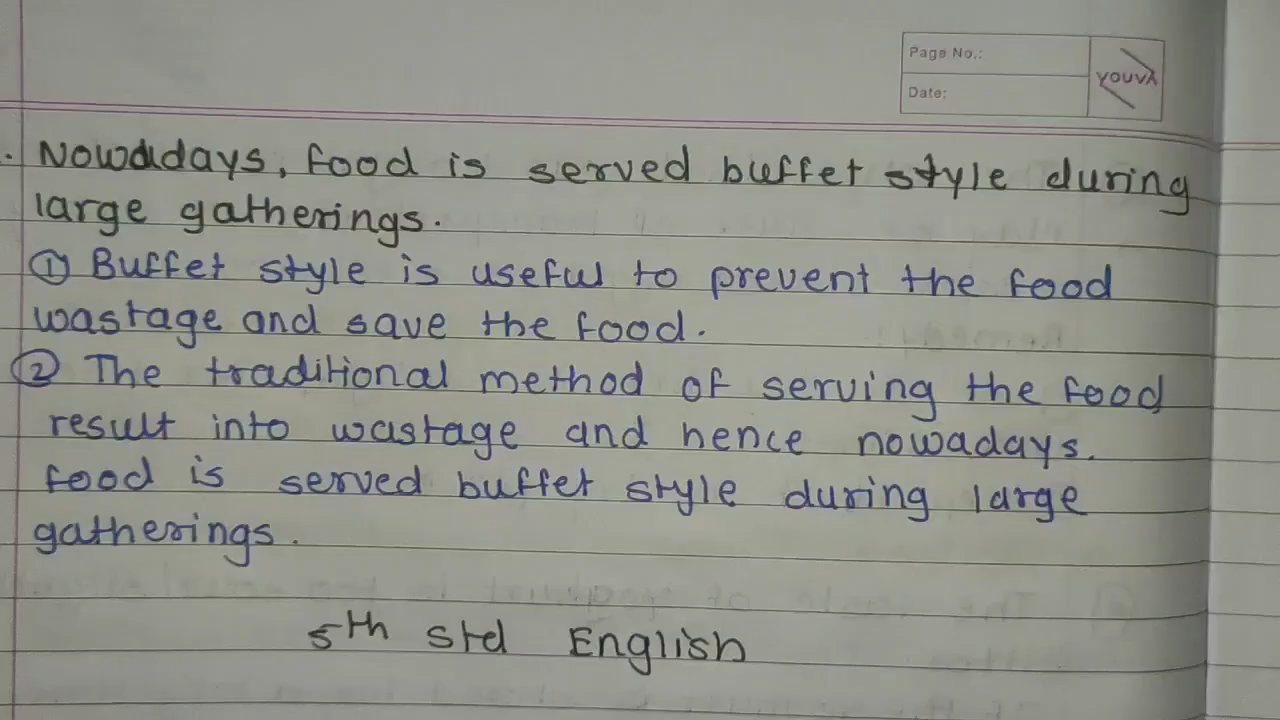 Page No.:
Date:
YOUVA
. Nowadays, food is served buffet style during
large gatherings.
① Buffet style is useful to prevent the food
wastage and save the food.
② The traditional method of serving the food
result into wastage and hence nowadays.
food is served buffet style during large
gatherings.
5th std English